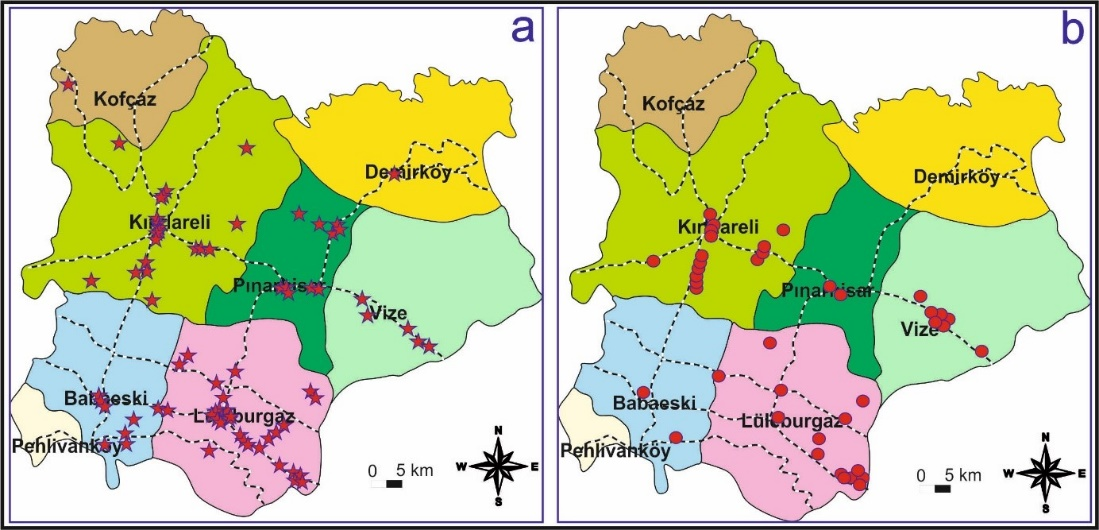 a
Kofçaz
Demirköy
Kırklareli
Pınarhisar
Vize
Babaeski
Lüleburgaz
Pehlivanköy
0 5 km
N
W E
S
b
Kofçaz
Demirköy
Kırklareli
Pınarhisar
Vize
Babaeski
Lüleburgaz
Pehlivanköy
0 5 km
N
W E
S